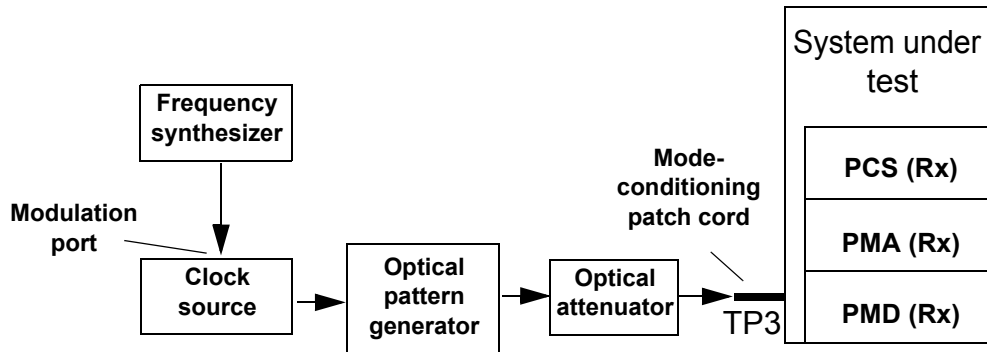 System under
test
Frequency
synthesizer
Mode-
conditioning
patch cord
PCS (Rx)
Modulation
port
PMA (Rx)
Clock
source
Optical
pattern
generator
Optical
attenuator
TP3
PMD (Rx)